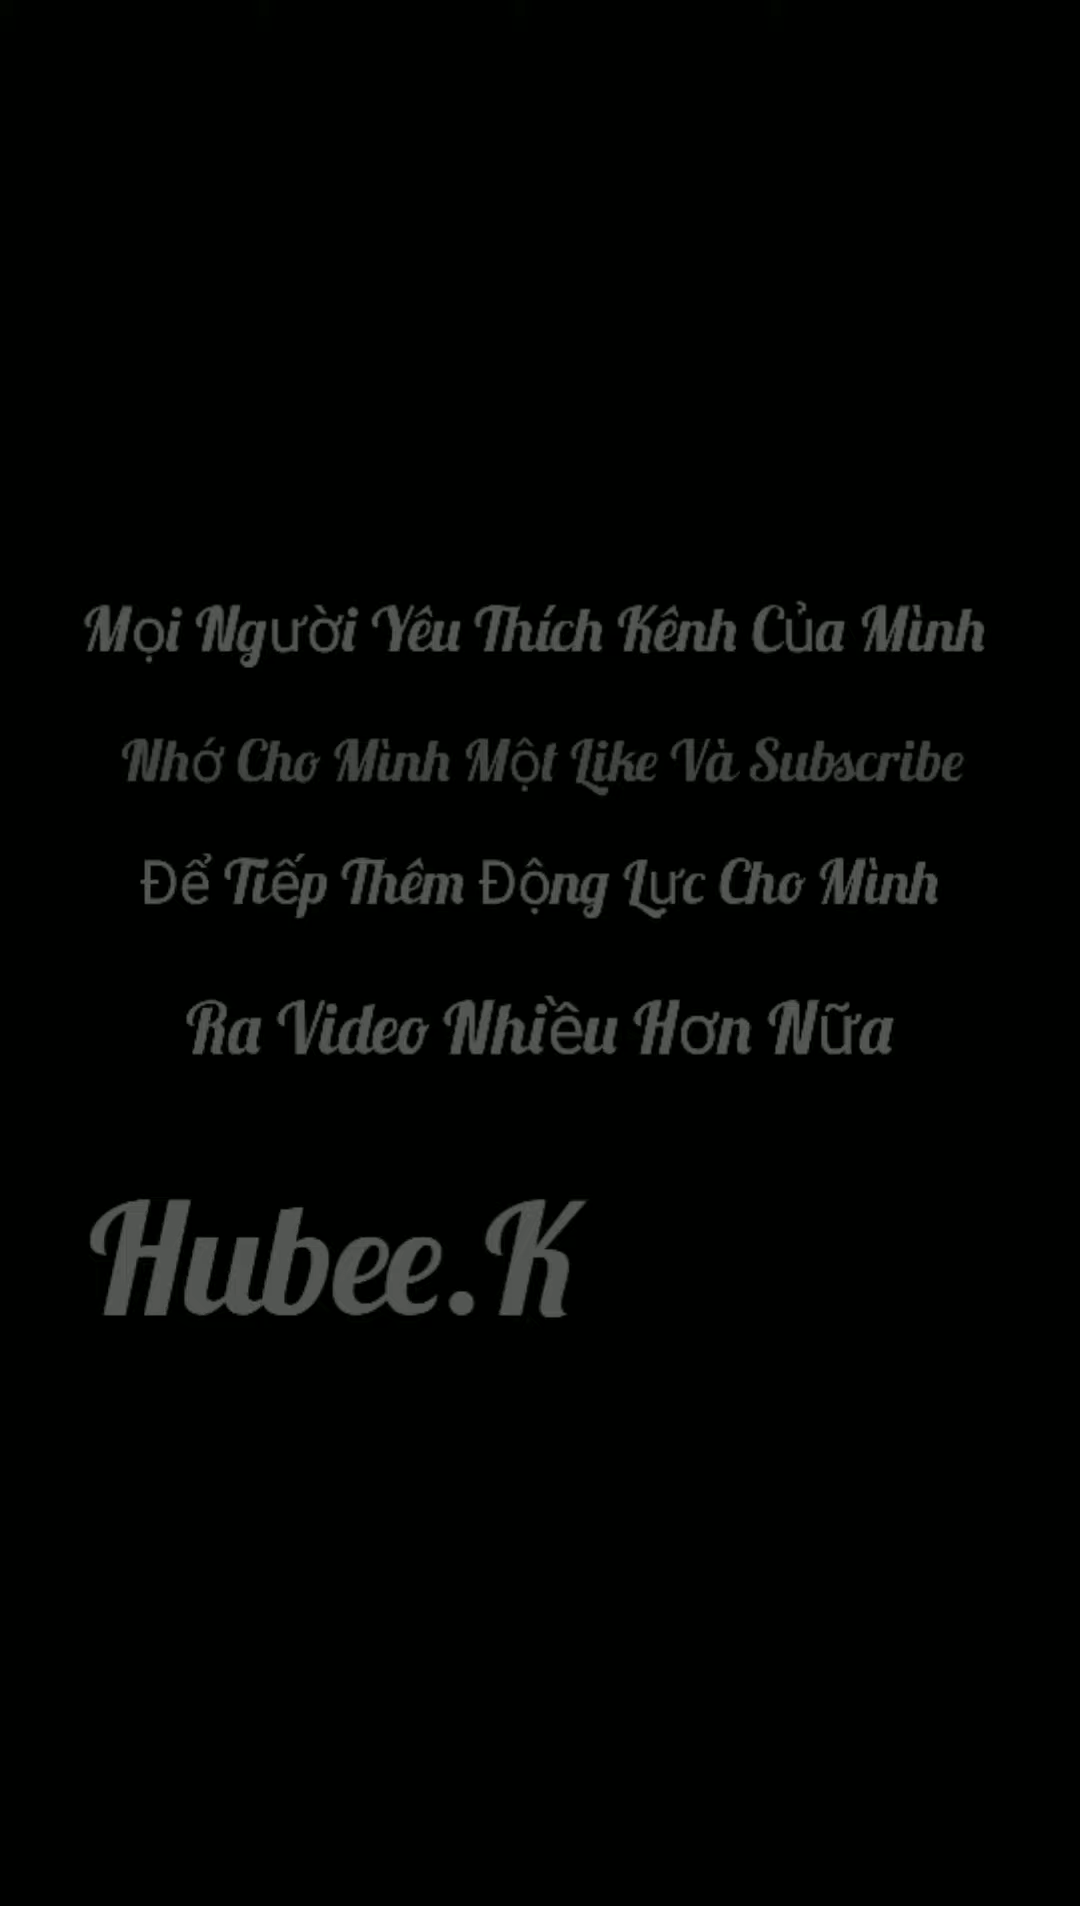 Mọi Người Yêu Thích Kênh Của Mình
Nhớ Cho Mình Một Like Và Subscribe
Để Tiếp Thêm Động Lực Cho Mình
Ra Video Nhiều Hơn Nữa
Hubee.K